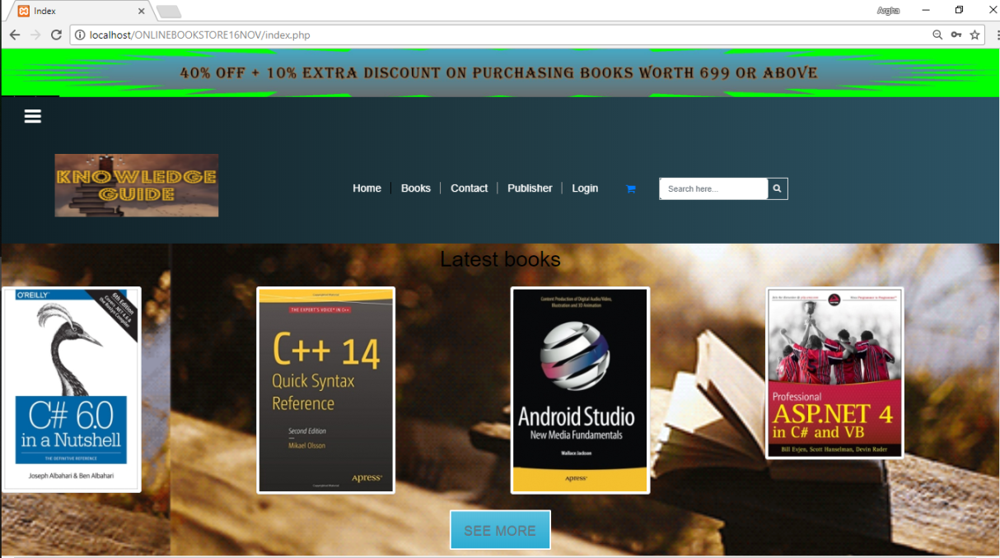 Index
Argha
localhost/ONLINEBOOKSTORE16NOV/index.php
40% OFF + 10% EXTRA DISCOUNT ON PURCHASING BOOKS WORTH 699 OR ABOVE
KNOWLEDGE
GUIDE
Home
Books
Contact
Publisher
Login
Search here...
Latest books
O'REILLY
6th Edition
C# 6.0
in a Nutshell
THE DEFINITIVE REFERENCE
Joseph Albahari & Ben Albahari
THE EXPERT'S VOICE® IN C++
C++ 14
Quick Syntax
Reference
Second Edition
Mikael Olsson
Apress®
Content Production of Digital Audio/Video,
Illustration and 3D Animation
Android Studio
New Media Fundamentals
Wallace Jackson
Apress®
Professional
ASP.NET 4
in C# and VB
Bill Evjen, Scott Hanselman, Devin Rader
SEE MORE